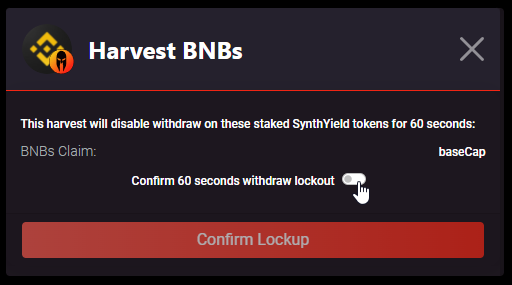 Harvest BNBs
This harvest will disable withdraw on these staked SynthYield tokens for 60 seconds:
BNBs Claim: baseCap
Confirm 60 seconds withdraw lockout
Confirm Lockup